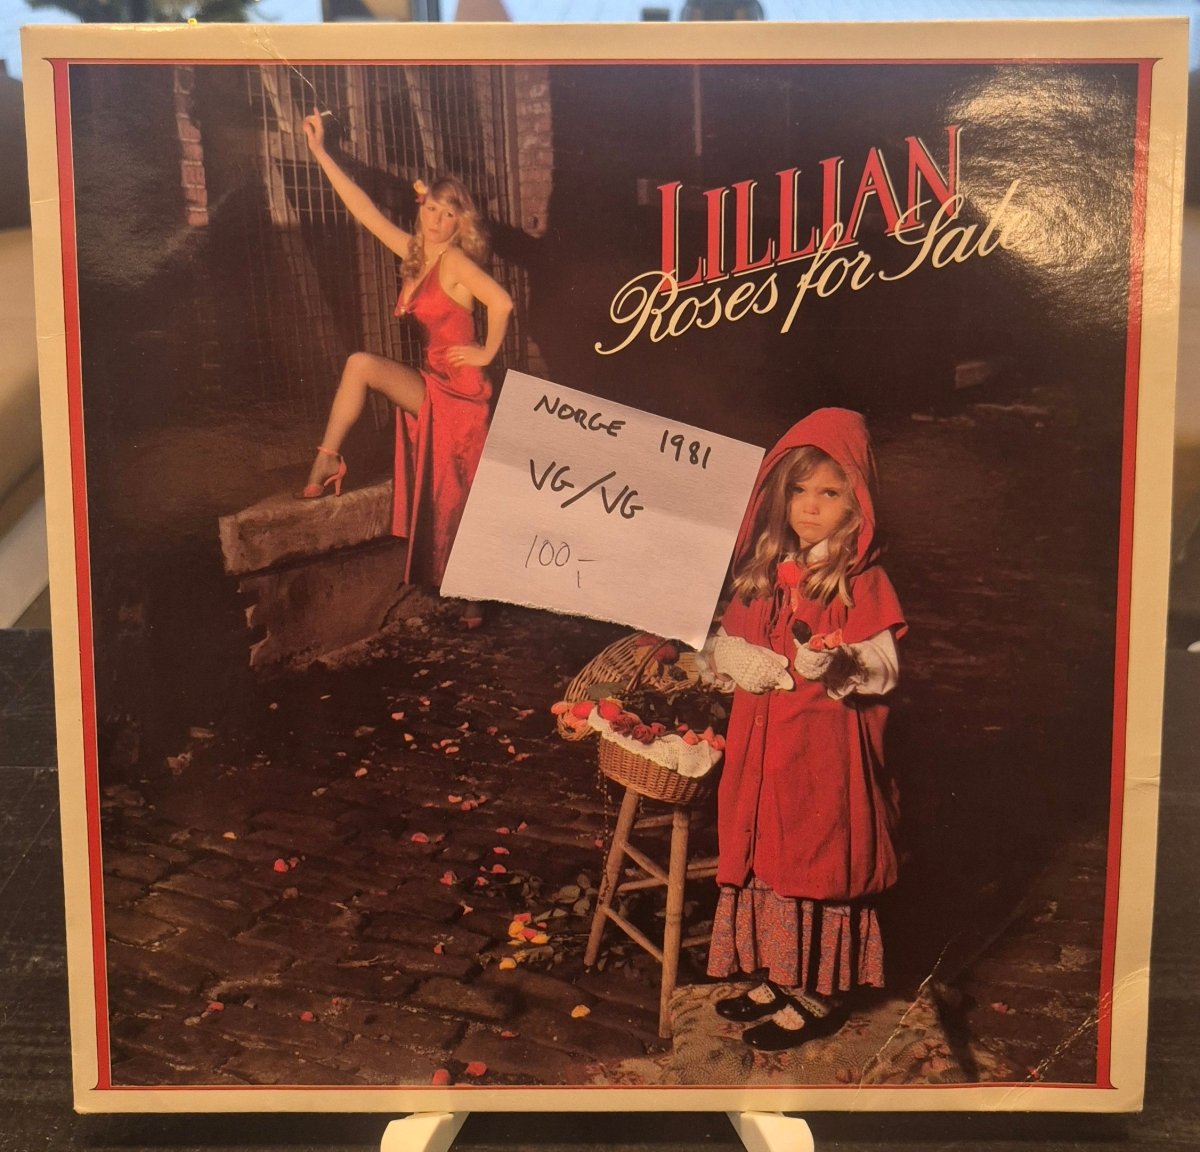 LILLIAN
Roses for Sale
NORGE 1981
VG/VG
100,-